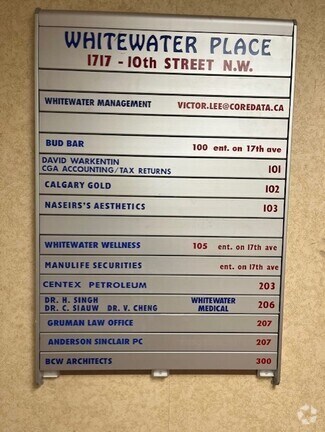 WHITEWATER PLACE
1717 - 10th STREET N.W.
WHITEWATER MANAGEMENT VICTOR.LEE@COREDATA.CA
BUD BAR 100 ent. on 17th ave
DAVID WARKENTIN
CGA ACCOUNTING/TAX RETURNS 101
CALGARY GOLD 102
NASEIRS'S AESTHETICS 103
WHITEWATER WELLNESS 105 ent. on 17th ave
MANULIFE SECURITIES ent. on 17th ave
CENTEX PETROLEUM 203
DR. H. SINGH WHITEWATER
DR. C. SIAUW DR. V. CHENG MEDICAL 206
GRUMAN LAW OFFICE 207
ANDERSON SINCLAIR PC 207
BCW ARCHITECTS 300